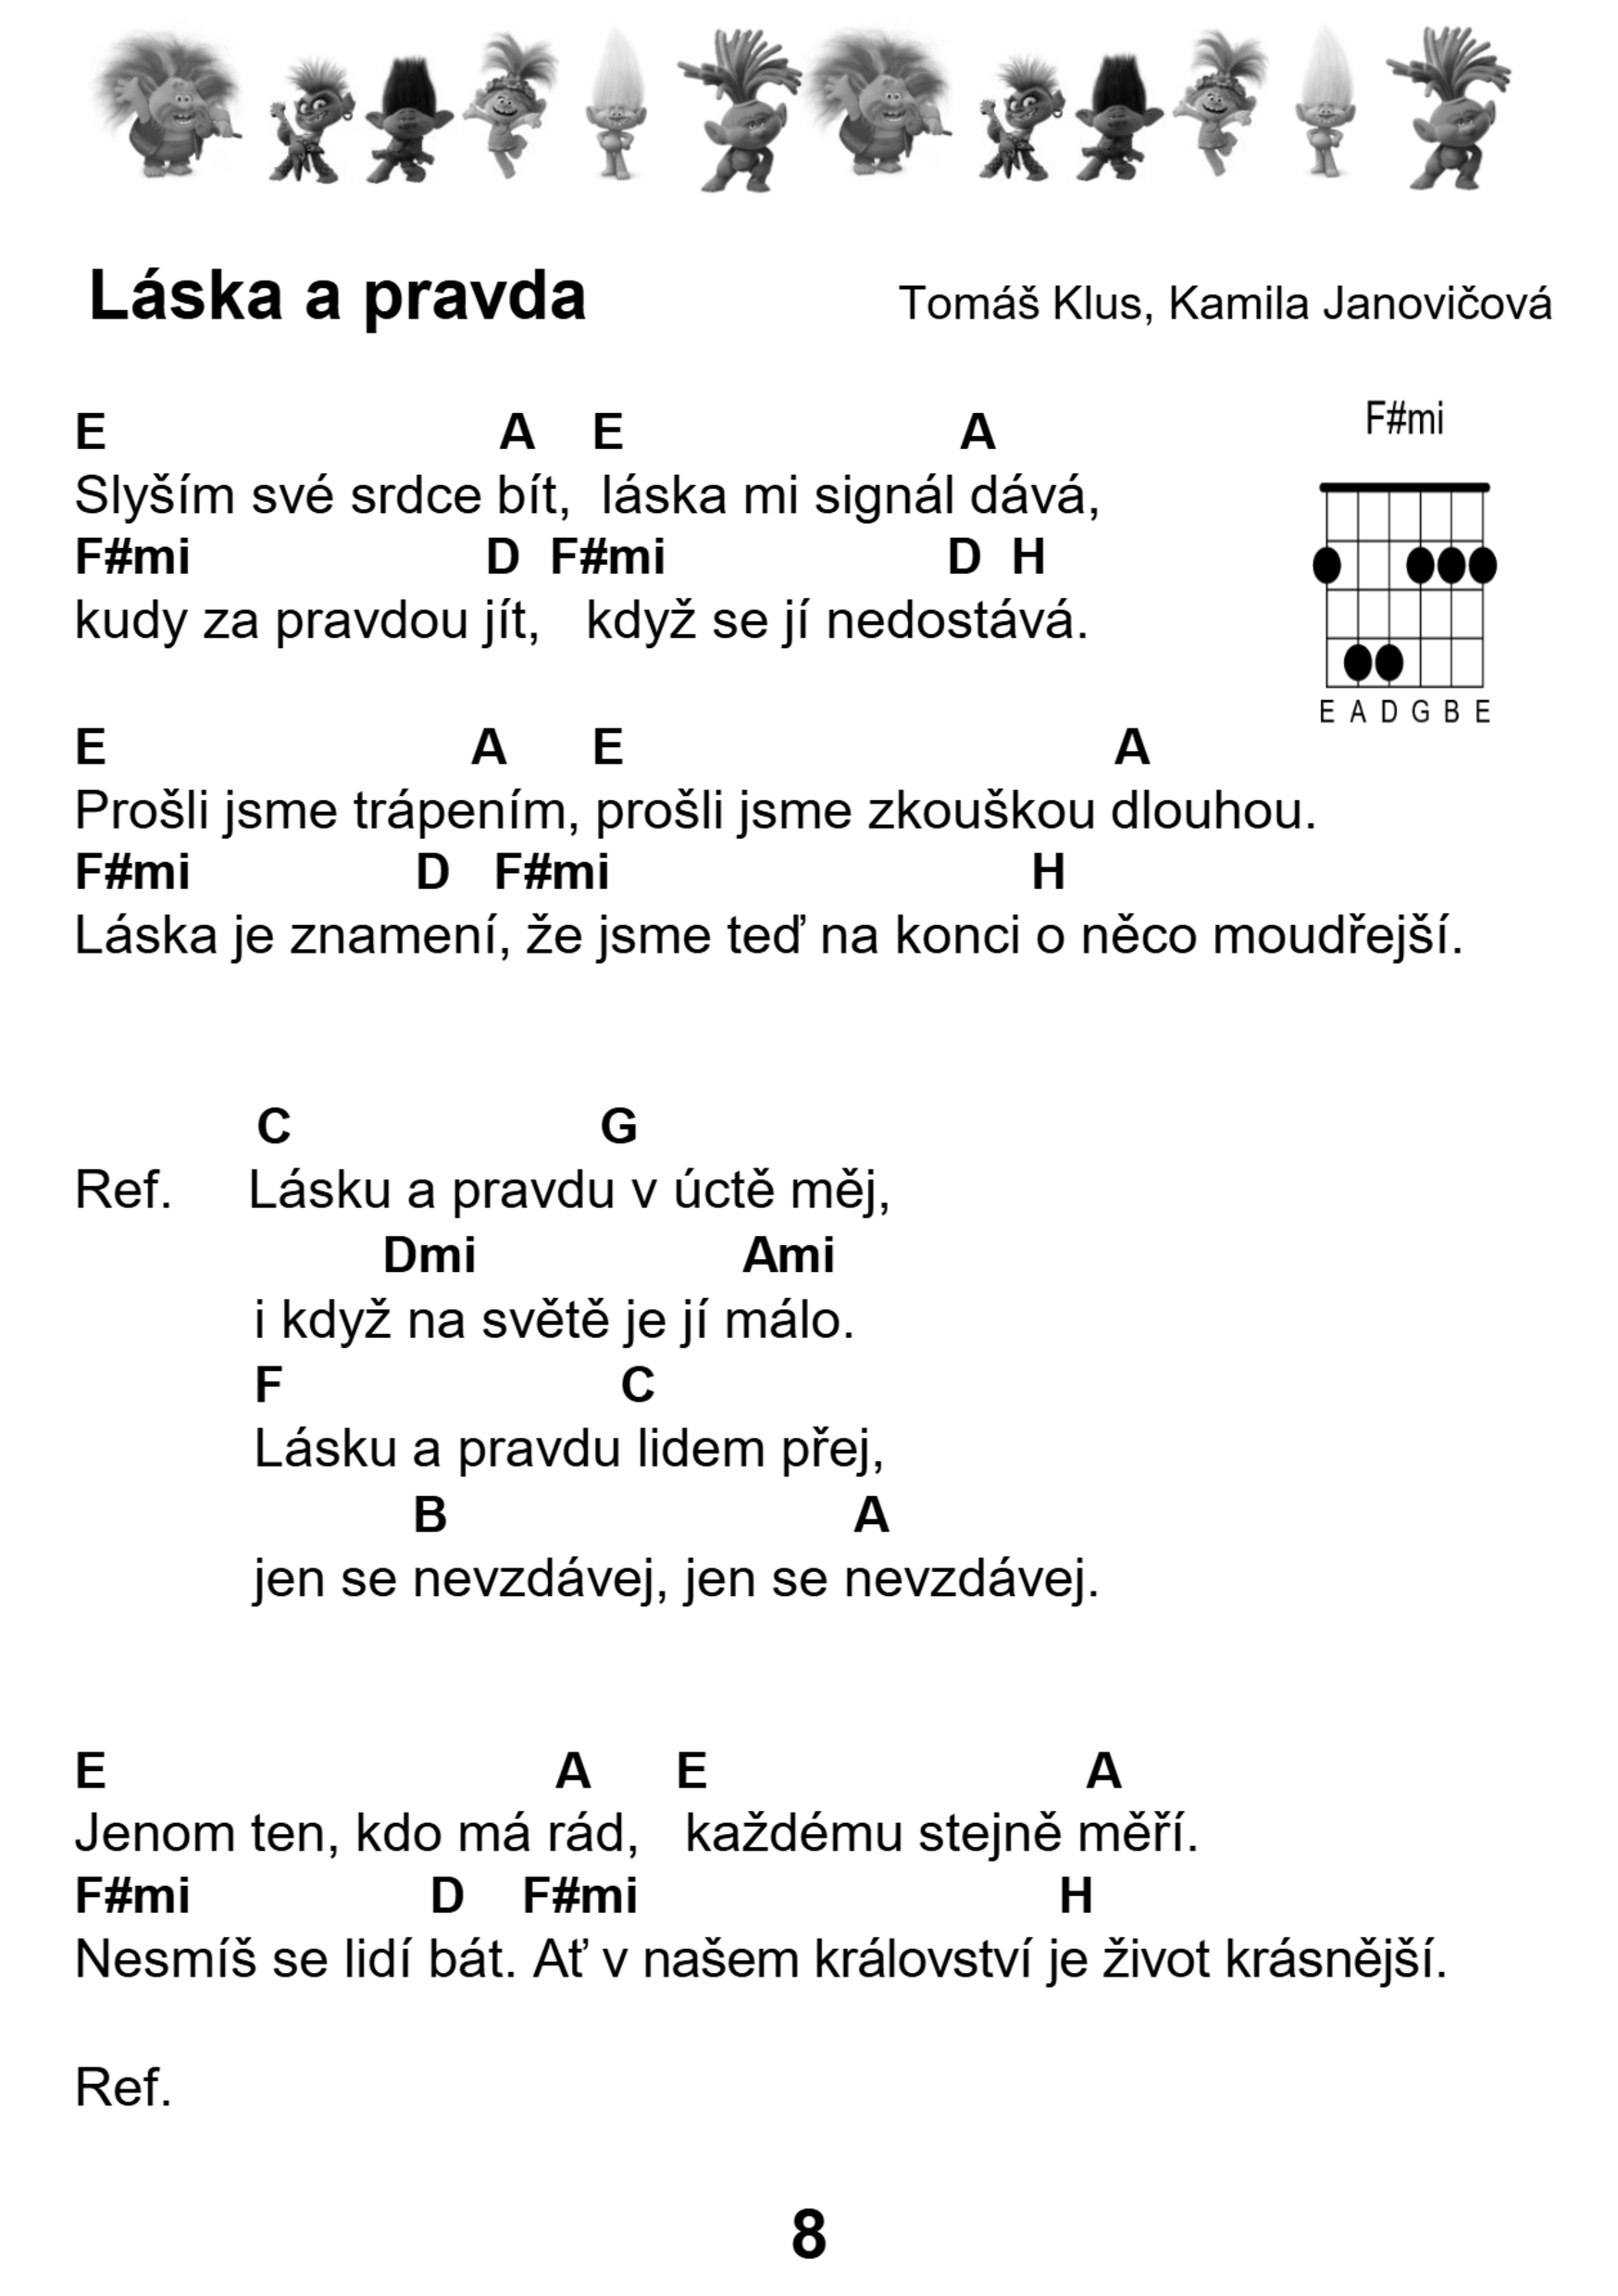 Láska a pravda Tomáš Klus, Kamila Janovičová
E A E A
Slyším své srdce bít, láska mi signál dává,
F#mi D F#mi D H
kudy za pravdou jít, když se jí nedostává.
F#mi
E A D G B E
E A E A
Prošli jsme trápením, prošli jsme zkouškou dlouhou.
F#mi D F#mi H
Láska je znamení, že jsme teď na konci o něco moudřejší.
C G
Ref. Lásku a pravdu v úctě měj,
Dmi Ami
i když na světě je jí málo.
F C
Lásku a pravdu lidem přej,
B A
jen se nevzdávej, jen se nevzdávej.
E A E A
Jenom ten, kdo má rád, každému stejně měří.
F#mi D F#mi H
Nesmíš se lidí bát. Ať v našem království je život krásnější.
Ref.
8